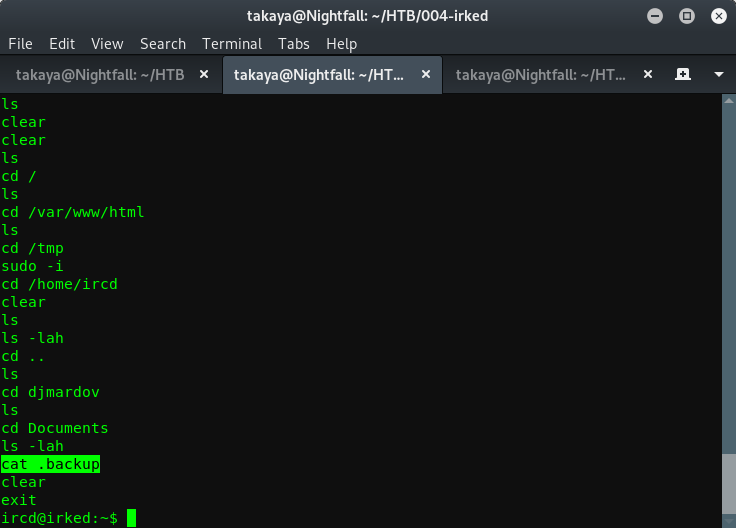 takaya@Nightfall: ~/HTB/004-irked
File Edit View Search Terminal Tabs Help
takaya@Nightfall: ~/HTB takaya@Nightfall: ~/HT... takaya@Nightfall: ~/HT...
ls
clear
clear
ls
cd /
ls
cd /var/www/html
ls
cd /tmp
sudo -i
cd /home/ircd
clear
ls
ls -lah
cd ..
ls
cd djmardov
ls
cd Documents
ls -lah
cat .backup
clear
exit
ircd@irked:~$